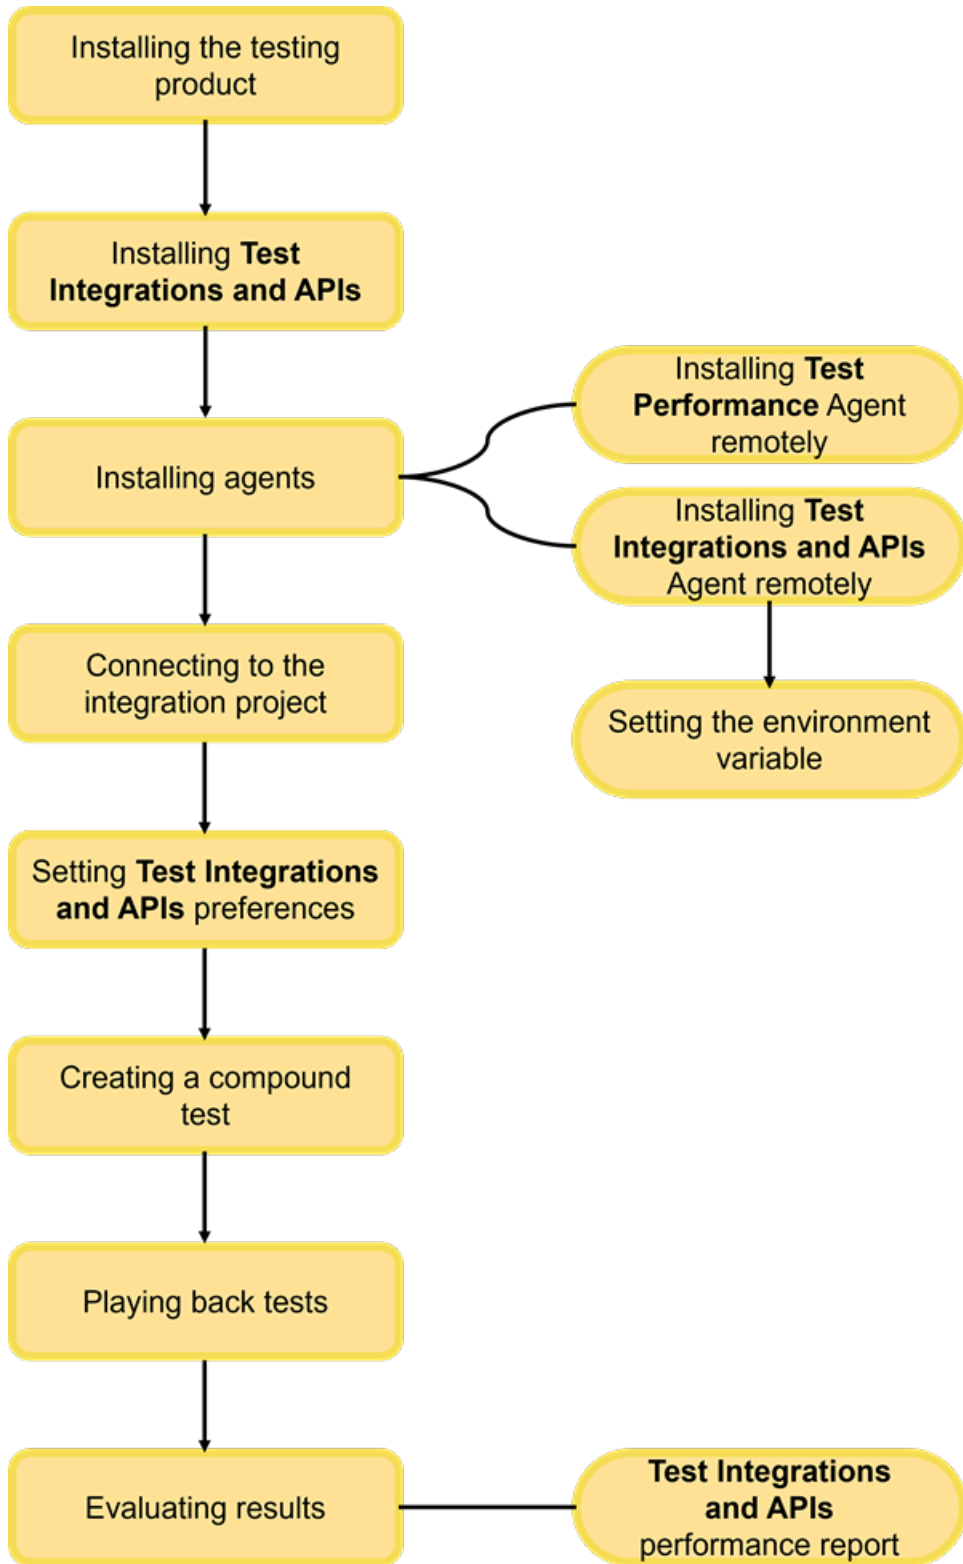 Installing the testing
product
Installing Test
Integrations and APIs
Installing Test
Performance Agent
remotely
Installing agents
Installing Test
Integrations and APIs
Agent remotely
Connecting to the
integration project
Setting the environment
variable
Setting Test Integrations
and APIs preferences
Creating a compound
test
Playing back tests
Evaluating results
Test Integrations
and APIs
performance report